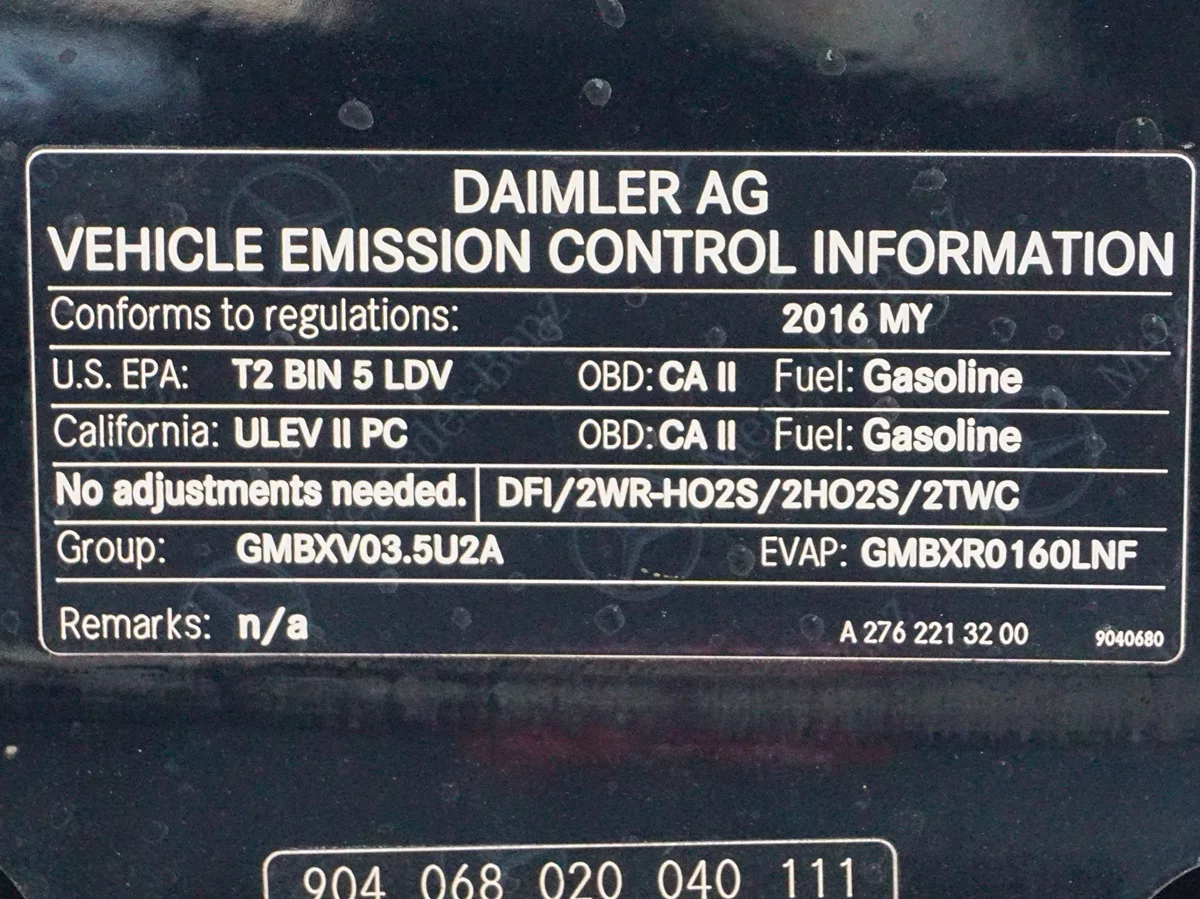 DAIMLER AG
VEHICLE EMISSION CONTROL INFORMATION
Conforms to regulations: 2016 MY
U.S. EPA: T2 BIN 5 LDV OBD: CA II Fuel: Gasoline
California: ULEV II PC OBD: CA II Fuel: Gasoline
No adjustments needed. DFI/2WR-HO2S/2HO2S/2TWC
Group: GMBXV03.5U2A EVAP: GMBXR0160LNF
Remarks: n/a A 276 221 32 00 9040680
904 068 020 040 111